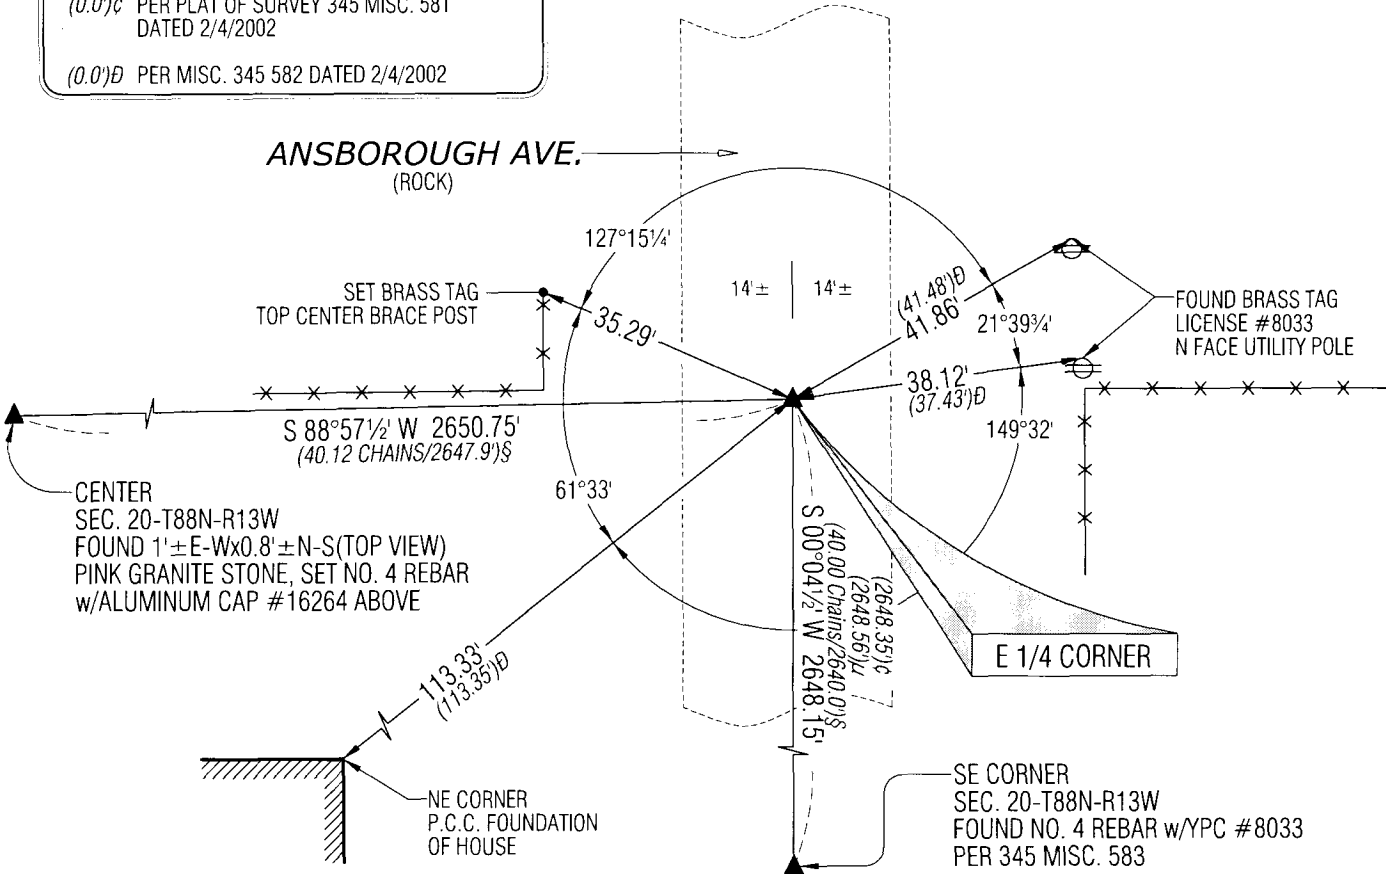 (0.0')¢ PER PLAT OF SURVEY 345 MISC. 581
DATED 2/4/2002
(0.0')Ð PER MISC. 345 582 DATED 2/4/2002
ANSBOROUGH AVE.
(ROCK)
127°15¼'
SET BRASS TAG
TOP CENTER BRACE POST
35.29'
14'±
14'±
(41.48')Ð
41.86'
21°39¾'
FOUND BRASS TAG
LICENSE #8033
N FACE UTILITY POLE
38.12'
(37.43')Ð
149°32'
S 88°57½' W 2650.75'
(40.12 CHAINS/2647.9')§
CENTER
SEC. 20-T88N-R13W
FOUND 1'±E-Wx0.8'±N-S(TOP VIEW)
PINK GRANITE STONE, SET NO. 4 REBAR
w/ALUMINUM CAP #16264 ABOVE
61°33'
(2648.35')¢
(2648.56')µ
(40.00 Chains/2640.0')§
S 00°04½' W 2648.15'
E 1/4 CORNER
113.33'
(113.35')Ð
NE CORNER
P.C.C. FOUNDATION
OF HOUSE
SE CORNER
SEC. 20-T88N-R13W
FOUND NO. 4 REBAR w/YPC #8033
PER 345 MISC. 583